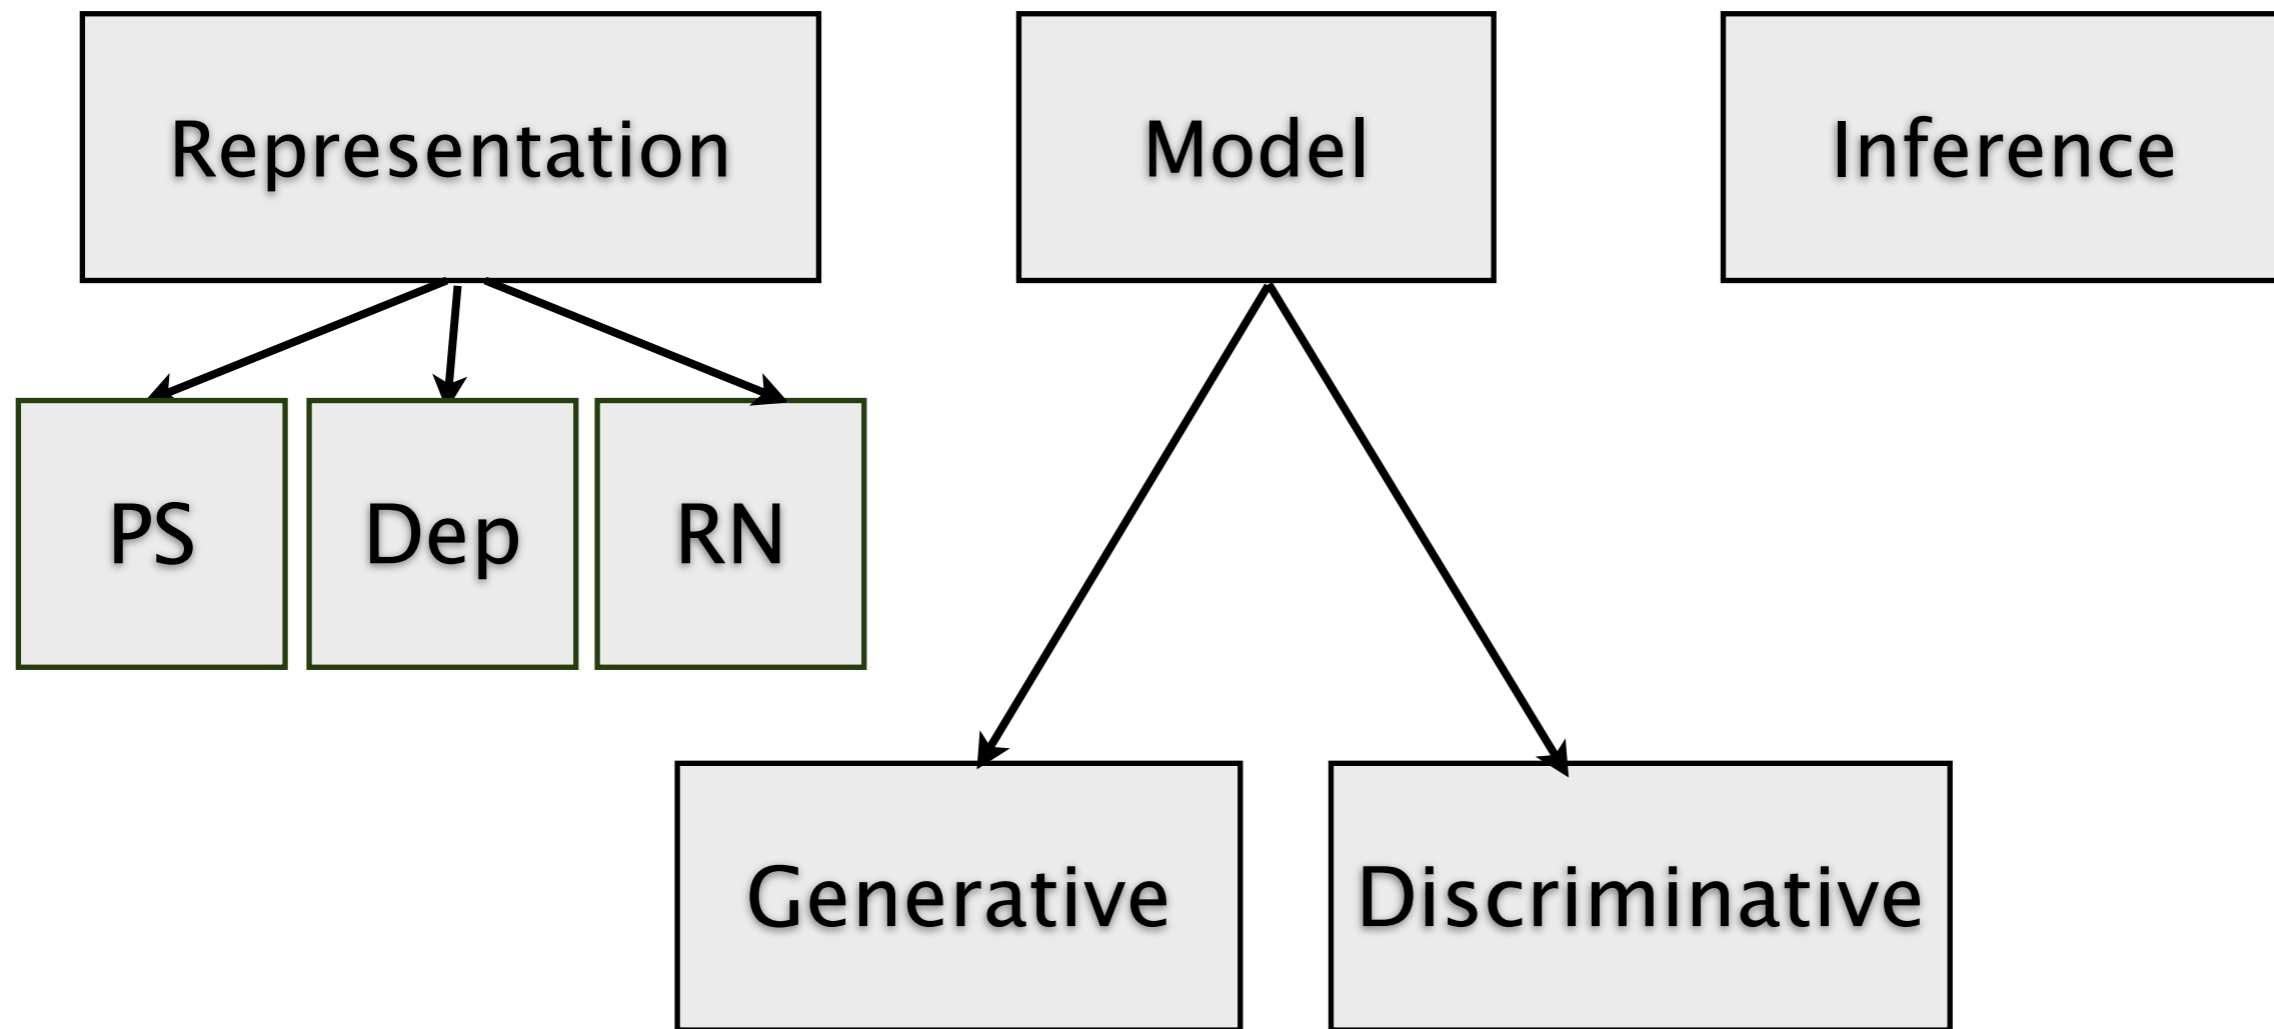 Representation
Model
Inference
PS
Dep
RN
Generative
Discriminative